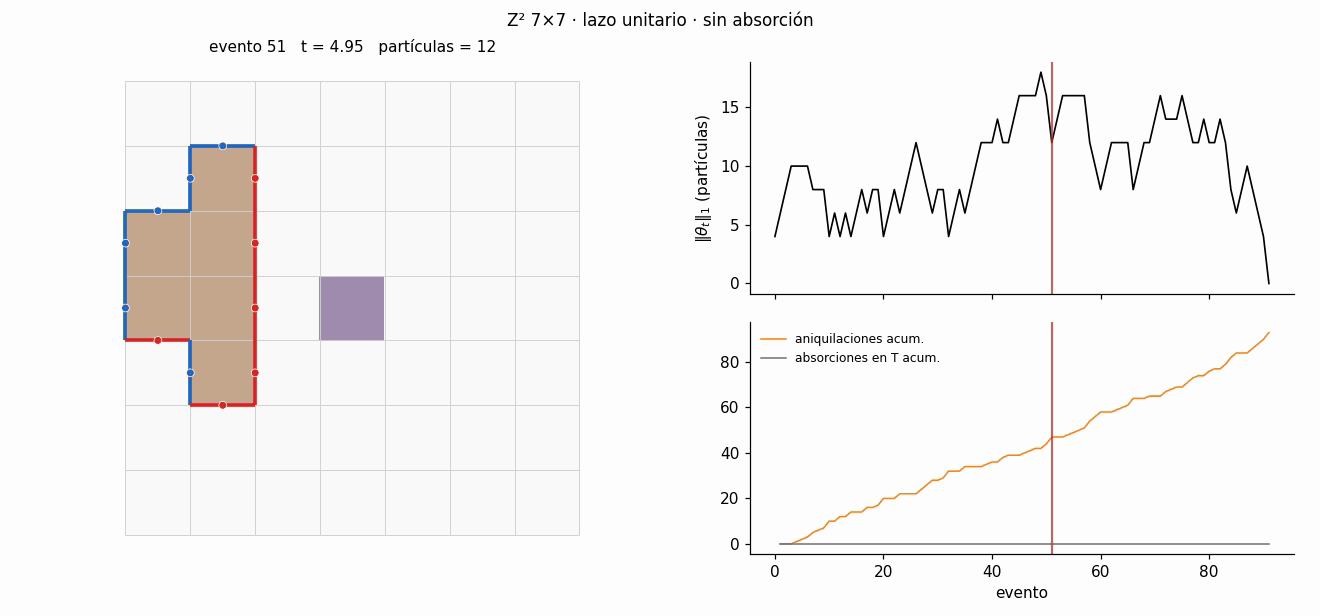 Z² 7×7 · lazo unitario · sin absorción
evento 51   t = 4.95   partículas = 12
‖θₜ‖₁ (partículas)
15
10
5
0
aniquilaciones acum.
absorciones en T acum.
80
60
40
20
0
0 20 40 60 80
evento